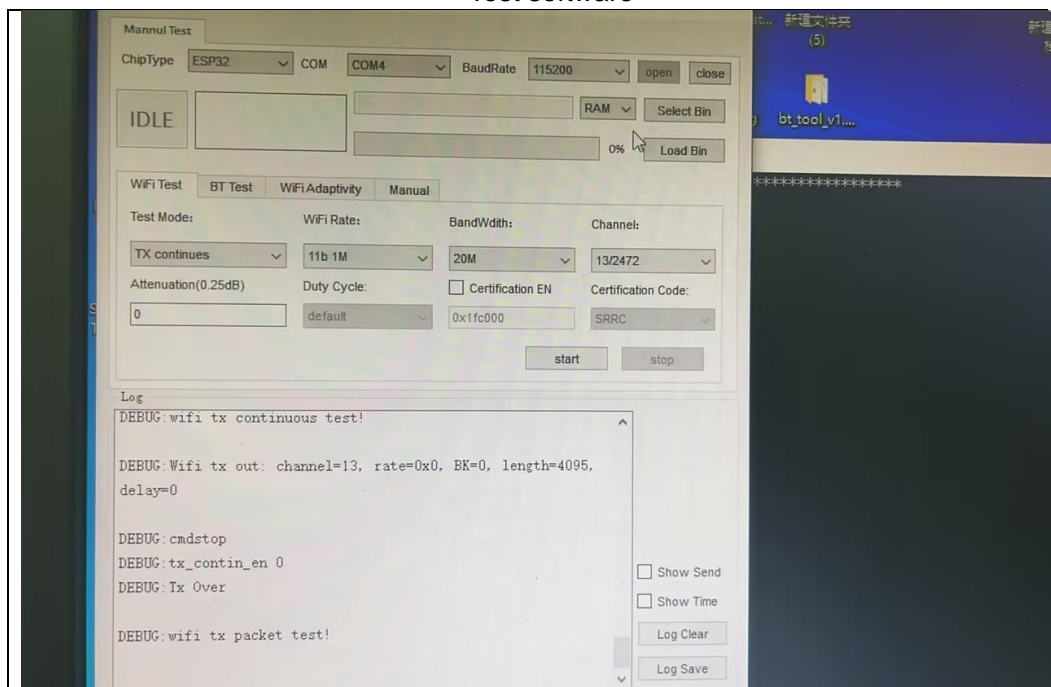 Test software
Mannul Test
ChipType ESP32 COM COM4 BaudRate 115200 open close
IDLE RAM Select Bin
0% Load Bin
WiFi Test BT Test WiFi Adaptivity Manual
Test Mode: WiFi Rate: BandWdith: Channel:
TX continues 11b 1M 20M 13/2472
Attenuation(0.25dB) Duty Cycle: Certification EN Certification Code:
0 default 0x1fc000 SRRC
start stop
Log
DEBUG:wifi tx continuous test!
DEBUG:Wifi tx out: channel=13, rate=0x0, BK=0, length=4095,
delay=0
DEBUG:cmdstop
DEBUG:tx_contin_en 0
DEBUG:Tx Over
DEBUG:wifi tx packet test!
Show Send
Show Time
Log Clear
Log Save
新建文件夹
(5)
bt_tool_v1....
******************